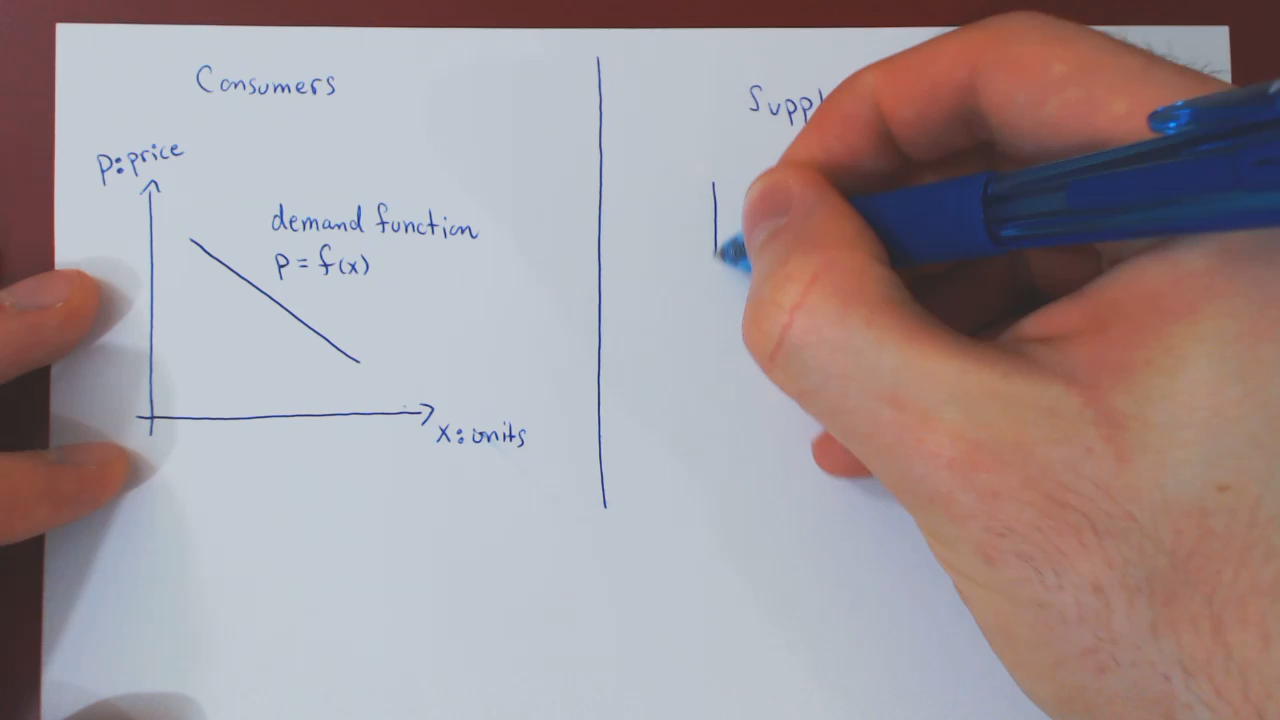 Consumers
p: price
demand function
p = f(x)
x: units